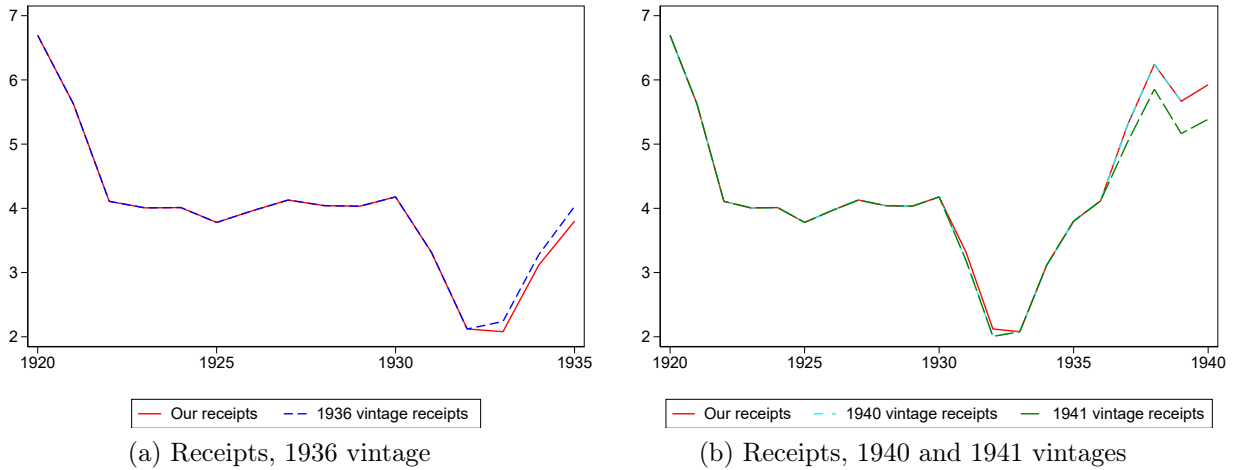 7
6
5
4
3
2
1920 1925 1930 1935
Our receipts 1936 vintage receipts
(a) Receipts, 1936 vintage
7
6
5
4
3
2
1920 1925 1930 1935 1940
Our receipts 1940 vintage receipts 1941 vintage receipts
(b) Receipts, 1940 and 1941 vintages